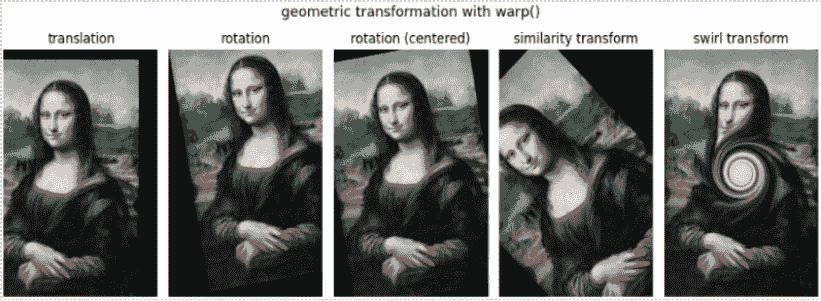 geometric transformation with warp()
translation
rotation
rotation (centered)
similarity transform
swirl transform